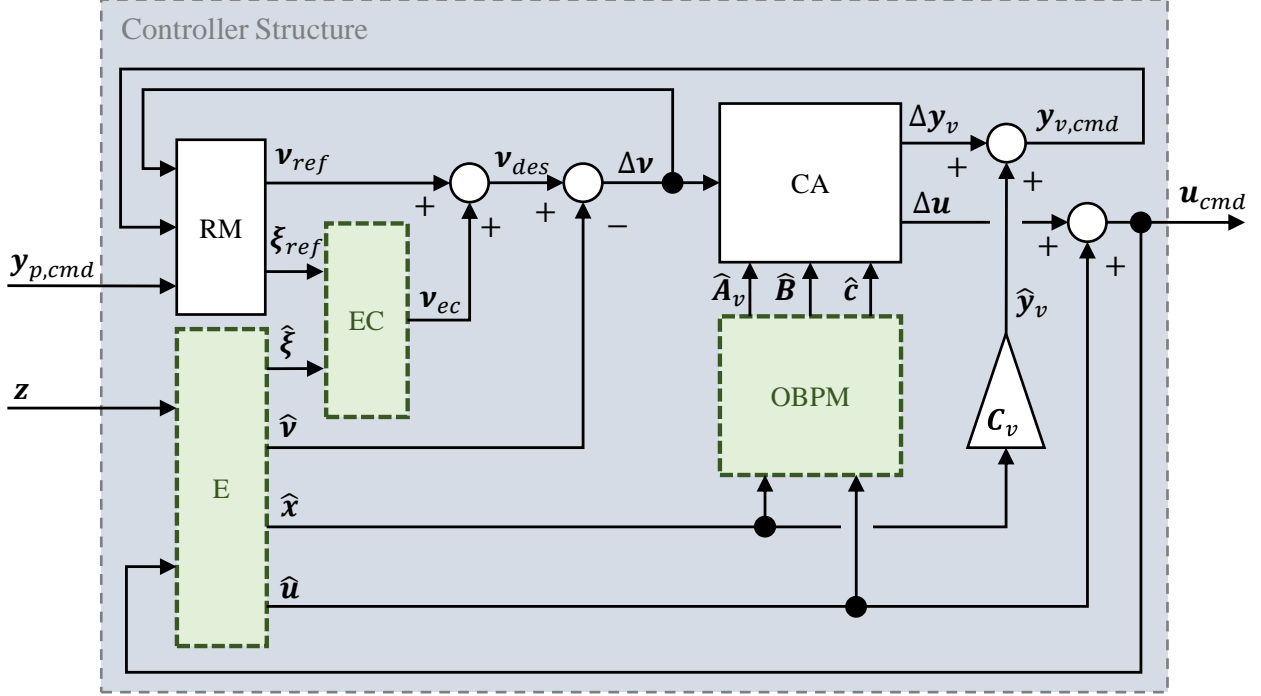 Controller Structure
RM
𝝂_ref
𝝃_ref
+
+
𝝂_des
+
−
Δ𝝂
CA
Δ𝒚_v
+
+
𝒚_v,cmd
Δ𝒖
+
+
𝒖_cmd
𝒚_p,cmd
EC
𝝂_ec
𝝃̂
𝒛
𝝂̂
E
𝒙̂
𝒖̂
𝑨̂_v
𝑩̂
𝒄̂
OBPM
𝒚̂_v
𝑪_v